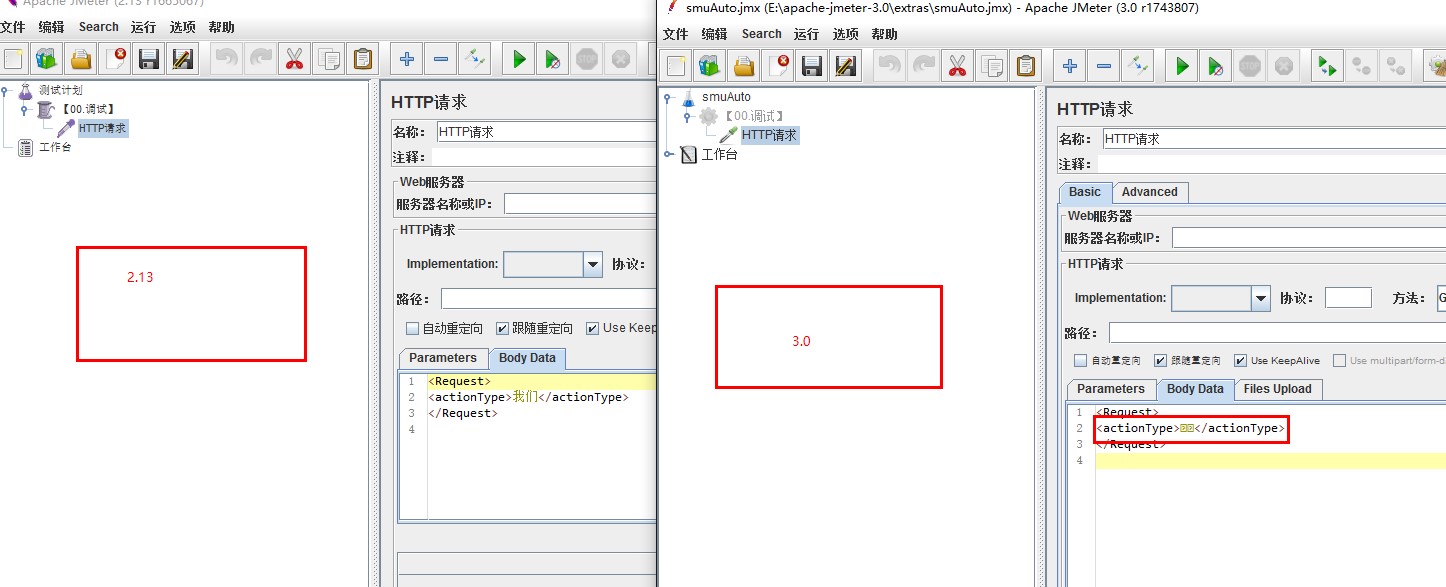 Apache JMeter (2.13 r1665067)
文件 编辑 Search 运行 选项 帮助
测试计划
【00.调试】
HTTP请求
工作台
HTTP请求
名称： HTTP请求
注释：
Web服务器
服务器名称或IP：
HTTP请求
Implementation: 协议：
路径：
自动重定向 跟随重定向 Use Keep
Parameters Body Data
1 <Request>
2 <actionType>我们</actionType>
3 </Request>
4
2.13
smuAuto.jmx (E:\apache-jmeter-3.0\extras\smuAuto.jmx) - Apache JMeter (3.0 r1743807)
文件 编辑 Search 运行 选项 帮助
smuAuto
【00.调试】
HTTP请求
工作台
HTTP请求
名称： HTTP请求
注释：
Basic Advanced
Web服务器
服务器名称或IP：
HTTP请求
Implementation: 协议： 方法： G
路径：
自动重定向 跟随重定向 Use KeepAlive Use multipart/form-d
Parameters Body Data Files Upload
1 <Request>
2 <actionType>□□</actionType>
3 </Request>
4
3.0